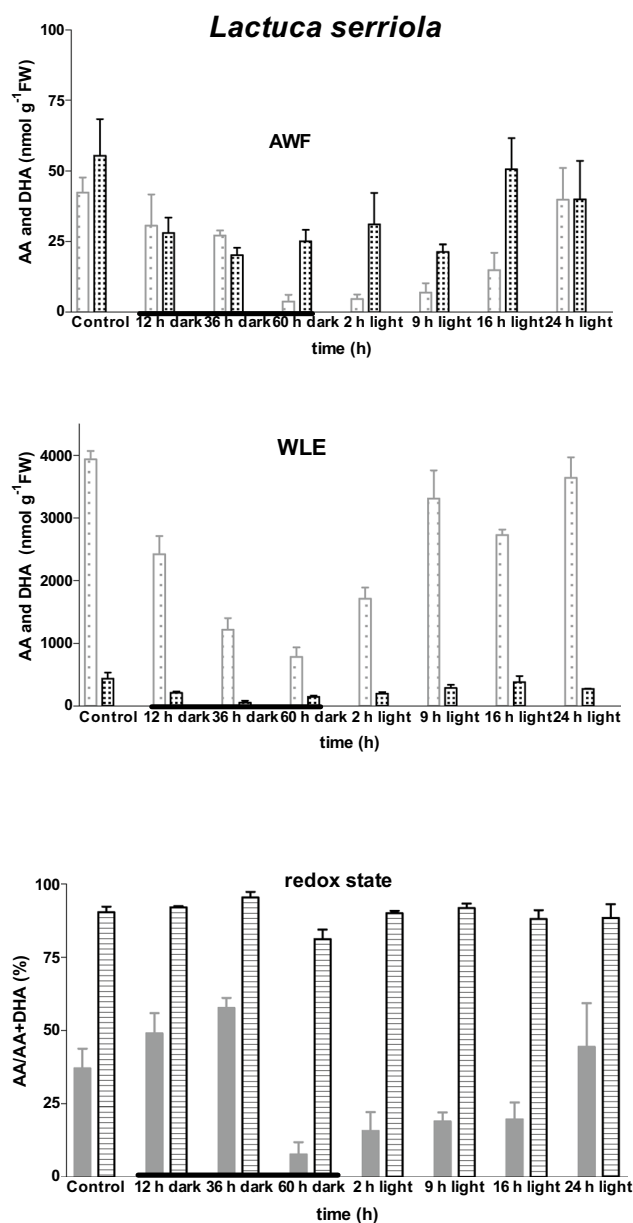 Lactuca serriola
AWF
AA and DHA (nmol g⁻¹FW)
100
75
50
25
0
Control 12 h dark 36 h dark 60 h dark 2 h light 9 h light 16 h light 24 h light
time (h)
WLE
AA and DHA (nmol g⁻¹FW)
4000
3000
2000
1000
0
Control 12 h dark 36 h dark 60 h dark 2 h light 9 h light 16 h light 24 h light
time (h)
redox state
AA/AA+DHA (%)
100
75
50
25
0
Control 12 h dark 36 h dark 60 h dark 2 h light 9 h light 16 h light 24 h light
time (h)